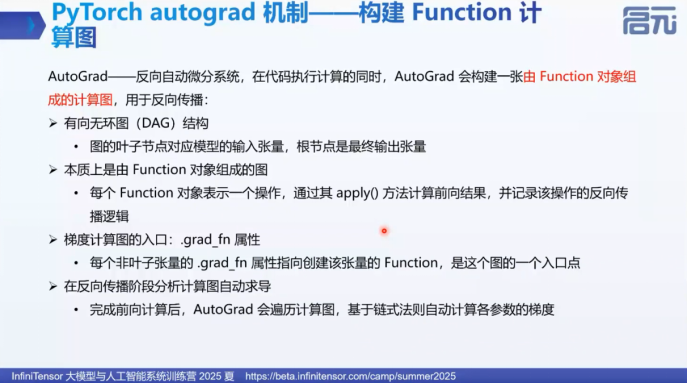 PyTorch autograd 机制——构建 Function 计
算图
启元
AutoGrad——反向自动微分系统，在代码执行计算的同时，AutoGrad 会构建一张由 Function 对象组
成的计算图，用于反向传播：
➢ 有向无环图（DAG）结构
• 图的叶子节点对应模型的输入张量，根节点是最终输出张量
➢ 本质上是由 Function 对象组成的图
• 每个 Function 对象表示一个操作，通过其 apply() 方法计算前向结果，并记录该操作的反向传
播逻辑
➢ 梯度计算图的入口：.grad_fn 属性
• 每个非叶子张量的 .grad_fn 属性指向创建该张量的 Function，是这个图的一个入口点
➢ 在反向传播阶段分析计算图自动求导
• 完成前向计算后，AutoGrad 会遍历计算图，基于链式法则自动计算各参数的梯度
InfiniTensor 大模型与人工智能系统训练营 2025 夏 https://beta.infinitensor.com/camp/summer2025